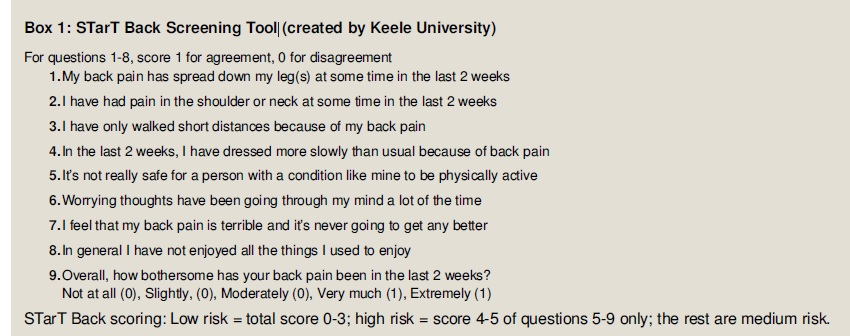 Box 1: STarT Back Screening Tool (created by Keele University)
For questions 1-8, score 1 for agreement, 0 for disagreement
1. My back pain has spread down my leg(s) at some time in the last 2 weeks
2. I have had pain in the shoulder or neck at some time in the last 2 weeks
3. I have only walked short distances because of my back pain
4. In the last 2 weeks, I have dressed more slowly than usual because of back pain
5. It's not really safe for a person with a condition like mine to be physically active
6. Worrying thoughts have been going through my mind a lot of the time
7. I feel that my back pain is terrible and it's never going to get any better
8. In general I have not enjoyed all the things I used to enjoy
9. Overall, how bothersome has your back pain been in the last 2 weeks?
Not at all (0), Slightly, (0), Moderately (0), Very much (1), Extremely (1)
STarT Back scoring: Low risk = total score 0-3; high risk = score 4-5 of questions 5-9 only; the rest are medium risk.